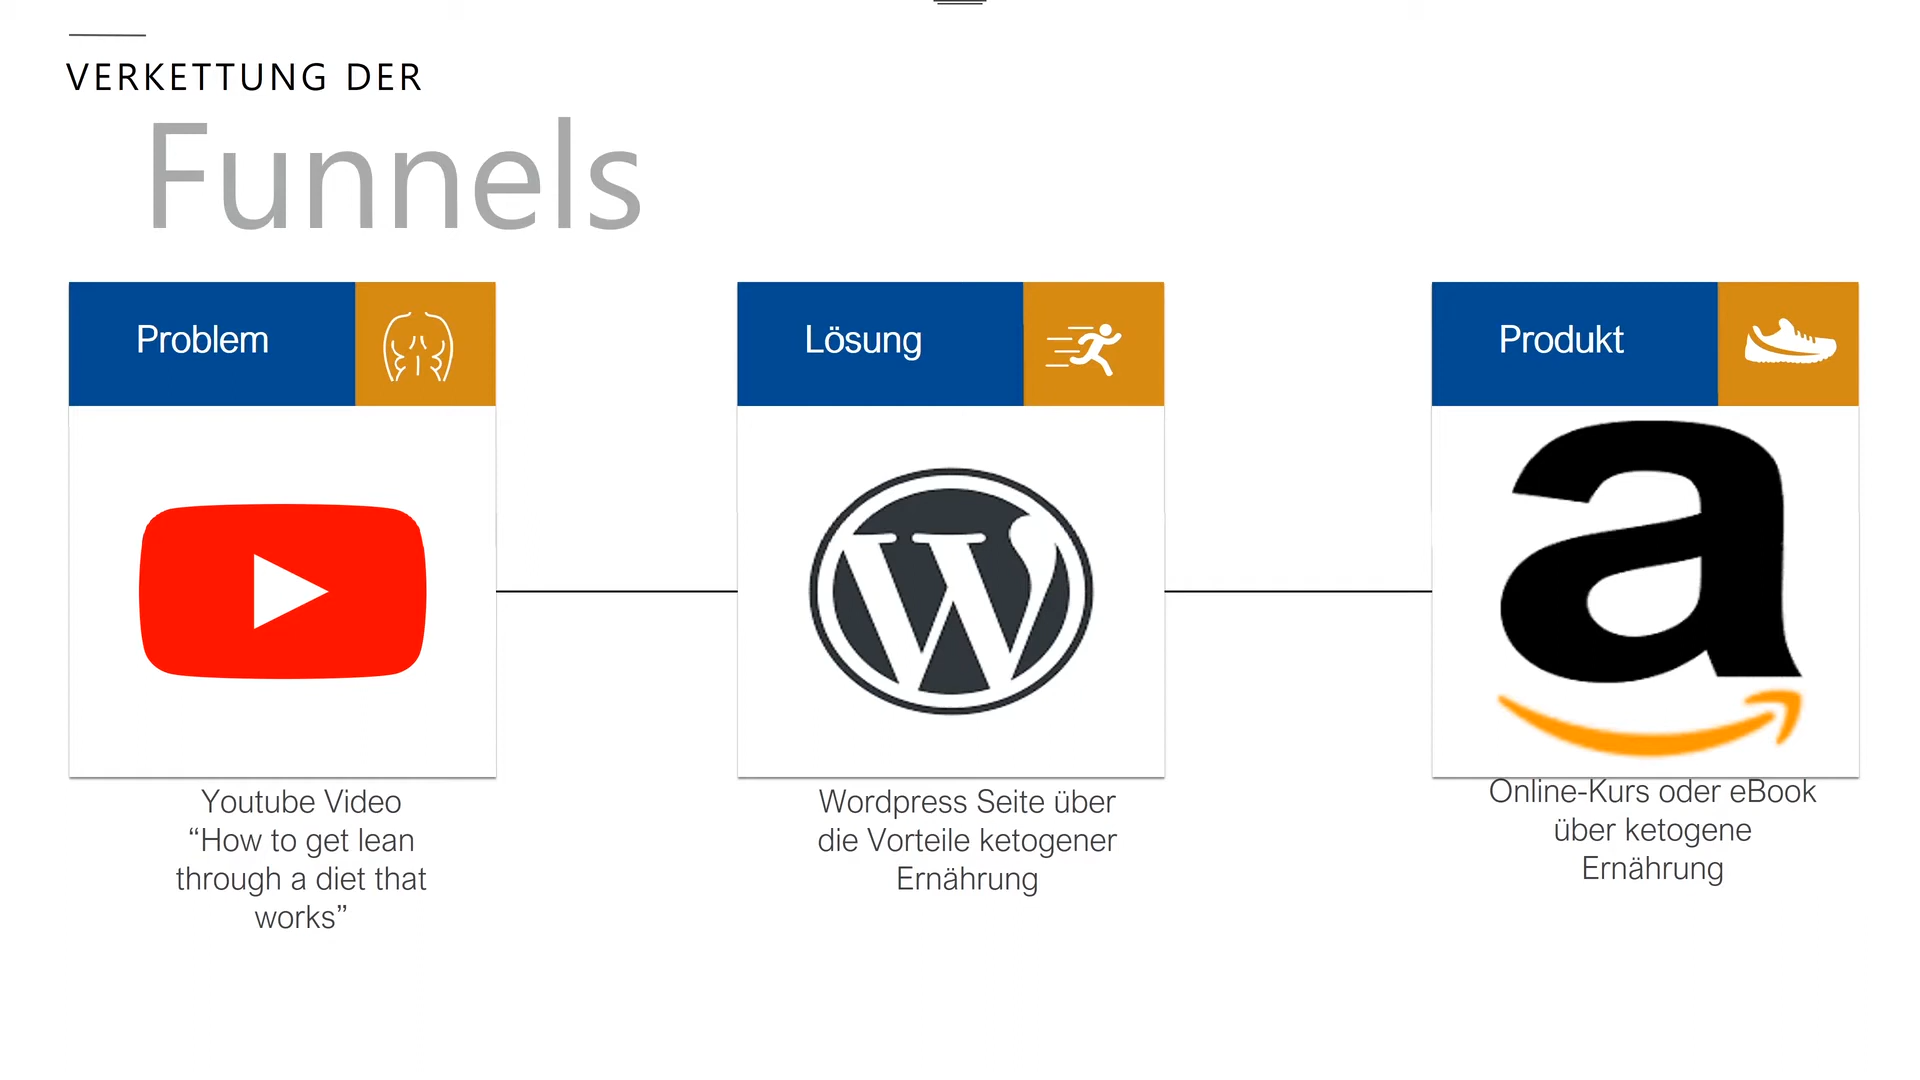 VERKETTUNG DER
Funnels
Problem
Lösung
Produkt
Youtube Video
“How to get lean
through a diet that
works”
Wordpress Seite über
die Vorteile ketogener
Ernährung
Online-Kurs oder eBook
über ketogene
Ernährung